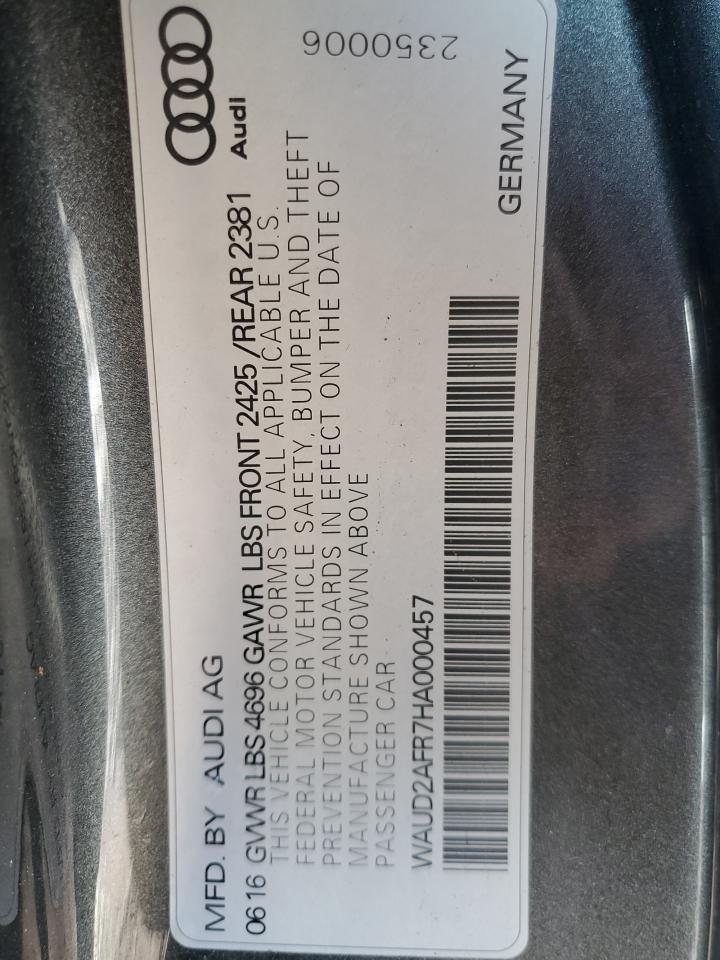 MFD. BY AUDI AG
Audi
06 16 GVWR LBS 4696 GAWR LBS FRONT 2425 /REAR 2381
THIS VEHICLE CONFORMS TO ALL APPLICABLE U.S.
FEDERAL MOTOR VEHICLE SAFETY, BUMPER AND THEFT
PREVENTION STANDARDS IN EFFECT ON THE DATE OF
MANUFACTURE SHOWN ABOVE
PASSENGER CAR
2350006
WAUD2AFR7HA000457
GERMANY